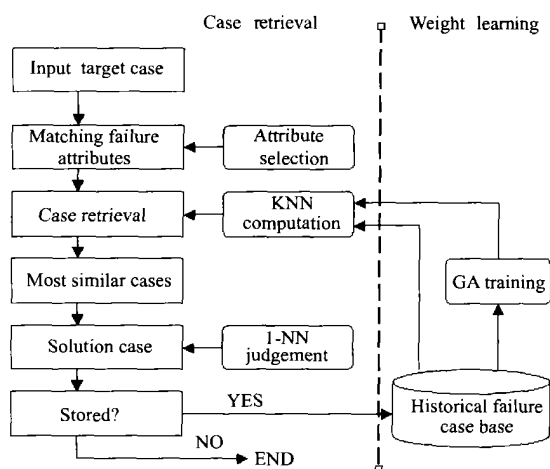 Case retrieval
Weight learning
Input target case
Matching failure
attributes
Attribute
selection
Case retrieval
KNN
computation
Most similar cases
GA training
Solution case
1-NN
judgement
Stored?
YES
Historical failure
case base
NO
END